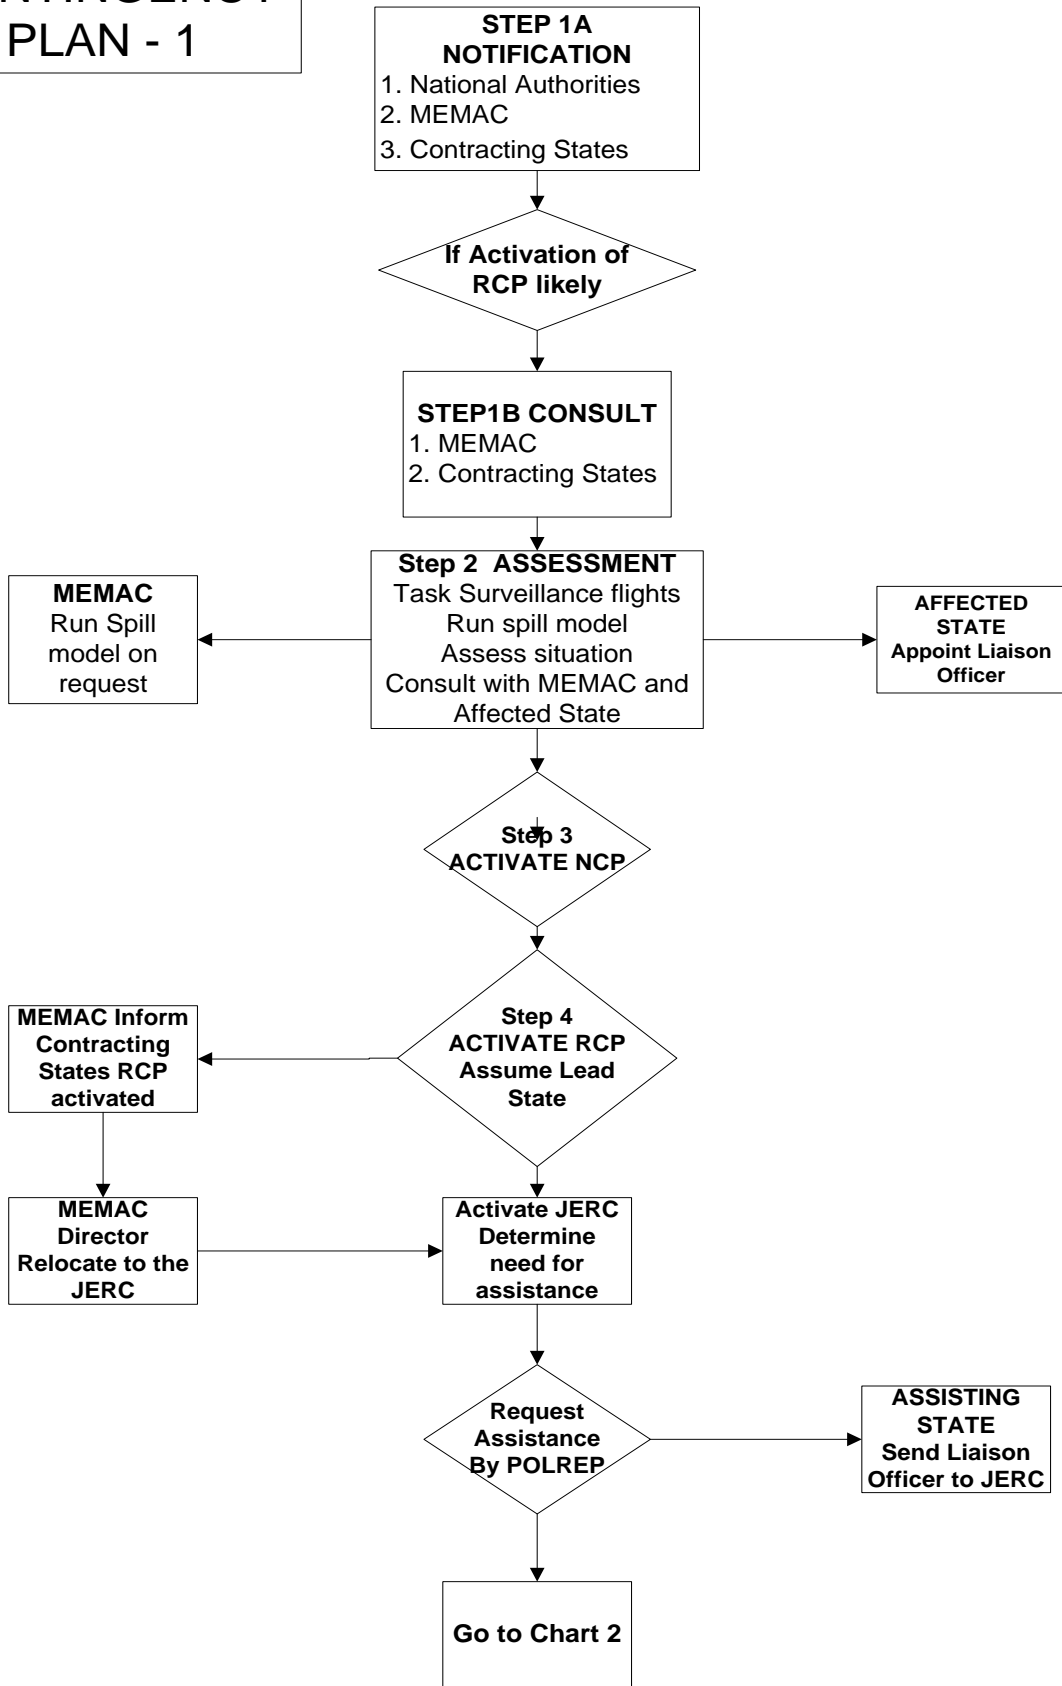 PLAN - 1
STEP 1A
NOTIFICATION
1. National Authorities
2. MEMAC
3. Contracting States
If Activation of
RCP likely
STEP1B CONSULT
1. MEMAC
2. Contracting States
Step 2 ASSESSMENT
Task Surveillance flights
Run spill model
Assess situation
Consult with MEMAC and
Affected State
MEMAC
Run Spill
model on
request
AFFECTED
STATE
Appoint Liaison
Officer
Step 3
ACTIVATE NCP
Step 4
ACTIVATE RCP
Assume Lead
State
MEMAC Inform
Contracting
States RCP
activated
MEMAC
Director
Relocate to the
JERC
Activate JERC
Determine
need for
assistance
Request
Assistance
By POLREP
ASSISTING
STATE
Send Liaison
Officer to JERC
Go to Chart 2